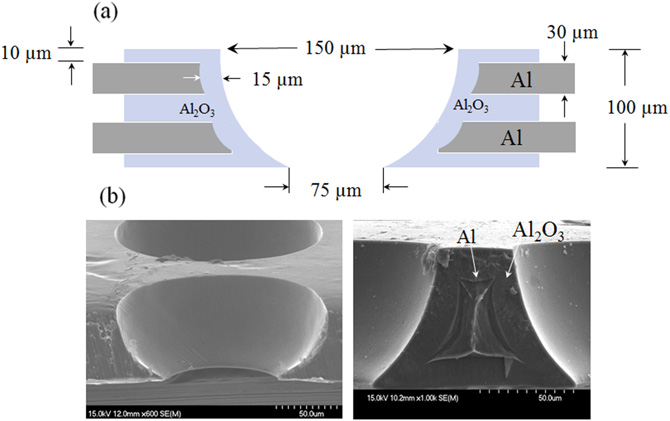 (a)
10 µm
150 µm
30 µm
15 µm
Al
Al₂O₃
Al₂O₃
100 µm
Al
75 µm
(b)
Al
Al₂O₃
15.0kV 12.0mm x600 SE(M)
50.0um
15.0kV 10.2mm x1.00k SE(M)
50.0um